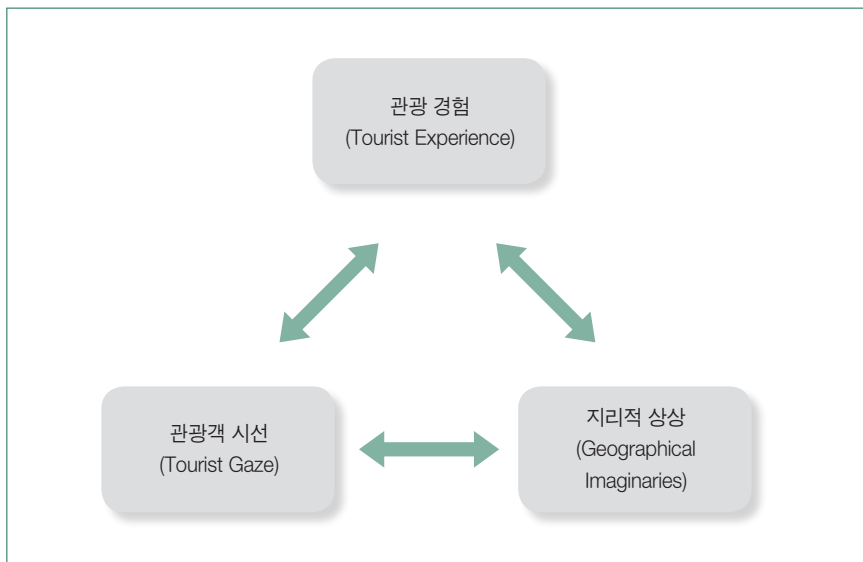 관광 경험
(Tourist Experience)
관광객 시선
(Tourist Gaze)
지리적 상상
(Geographical
Imaginaries)